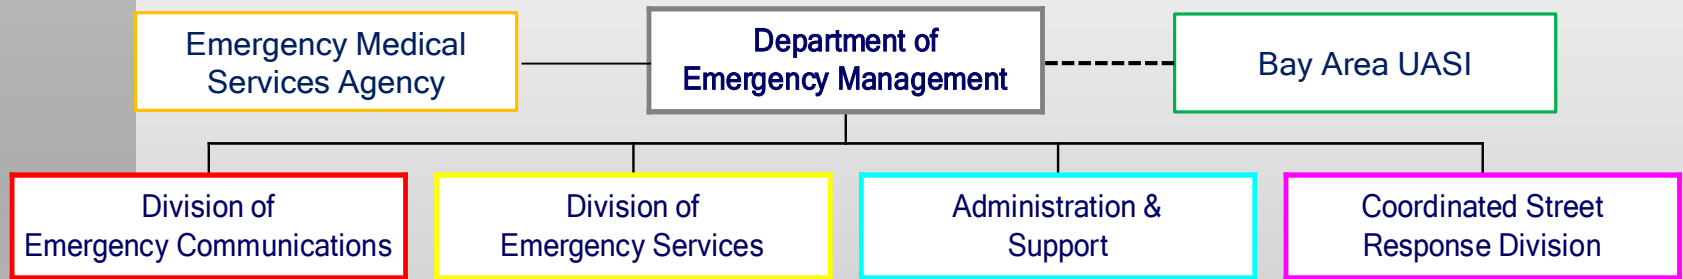 Emergency Medical
Services Agency
Department of
Emergency Management
Bay Area UASI
Division of
Emergency Communications
Division of
Emergency Services
Administration &
Support
Coordinated Street
Response Division